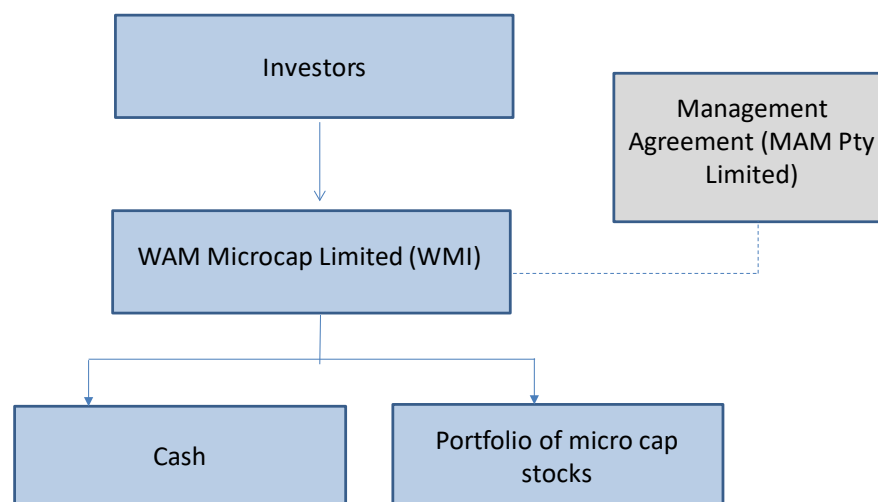 Investors
Management
Agreement (MAM Pty
Limited)
WAM Microcap Limited (WMI)
Cash
Portfolio of micro cap
stocks